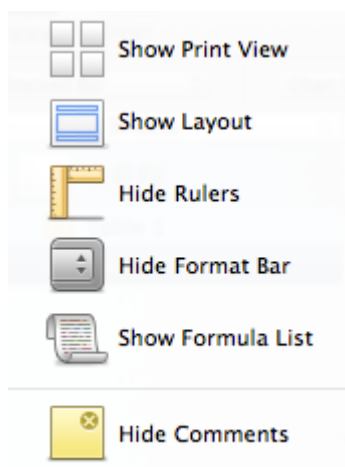 Show Print View
Show Layout
Hide Rulers
Hide Format Bar
Show Formula List
Hide Comments